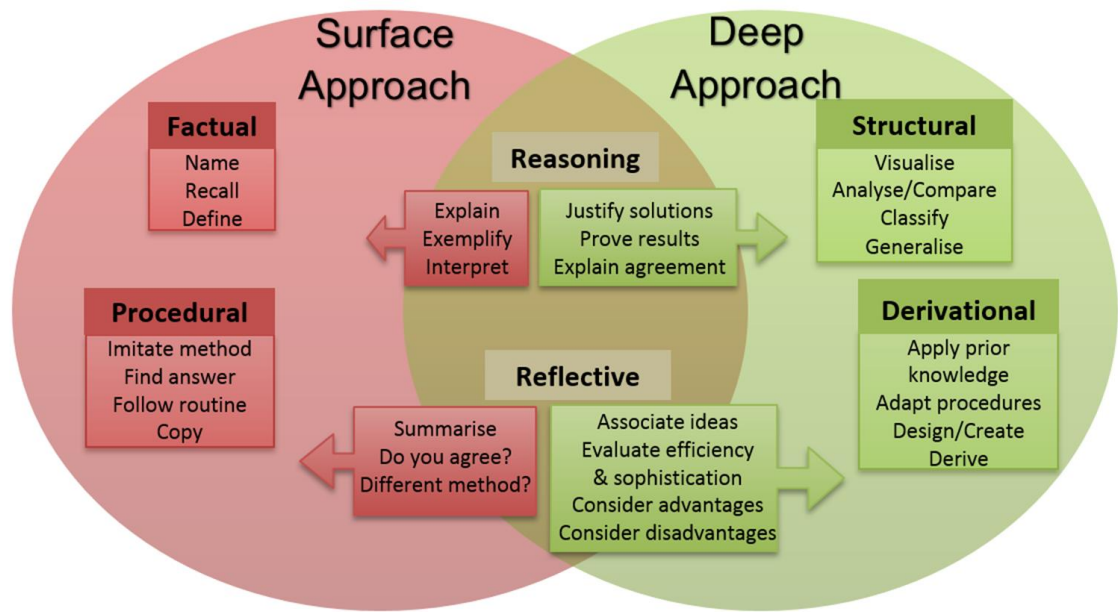 Surface
Approach
Deep
Approach
Factual
Name
Recall
Define
Procedural
Imitate method
Find answer
Follow routine
Copy
Reasoning
Explain
Exemplify
Interpret
Justify solutions
Prove results
Explain agreement
Reflective
Summarise
Do you agree?
Different method?
Associate ideas
Evaluate efficiency
& sophistication
Consider advantages
Consider disadvantages
Structural
Visualise
Analyse/Compare
Classify
Generalise
Derivational
Apply prior
knowledge
Adapt procedures
Design/Create
Derive